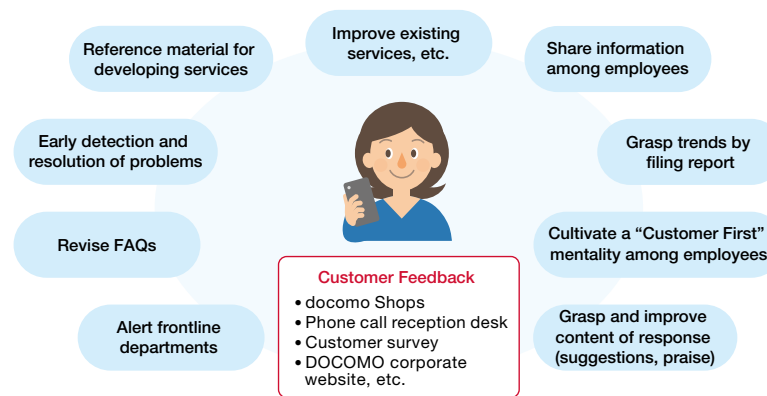 Improve existing
services, etc.
Reference material for
developing services
Share information
among employees
Early detection and
resolution of problems
Grasp trends by
filing report
Revise FAQs
Cultivate a “Customer First”
mentality among employees
Alert frontline
departments
Grasp and improve
content of response
(suggestions, praise)
Customer Feedback
• docomo Shops
• Phone call reception desk
• Customer survey
• DOCOMO corporate
website, etc.